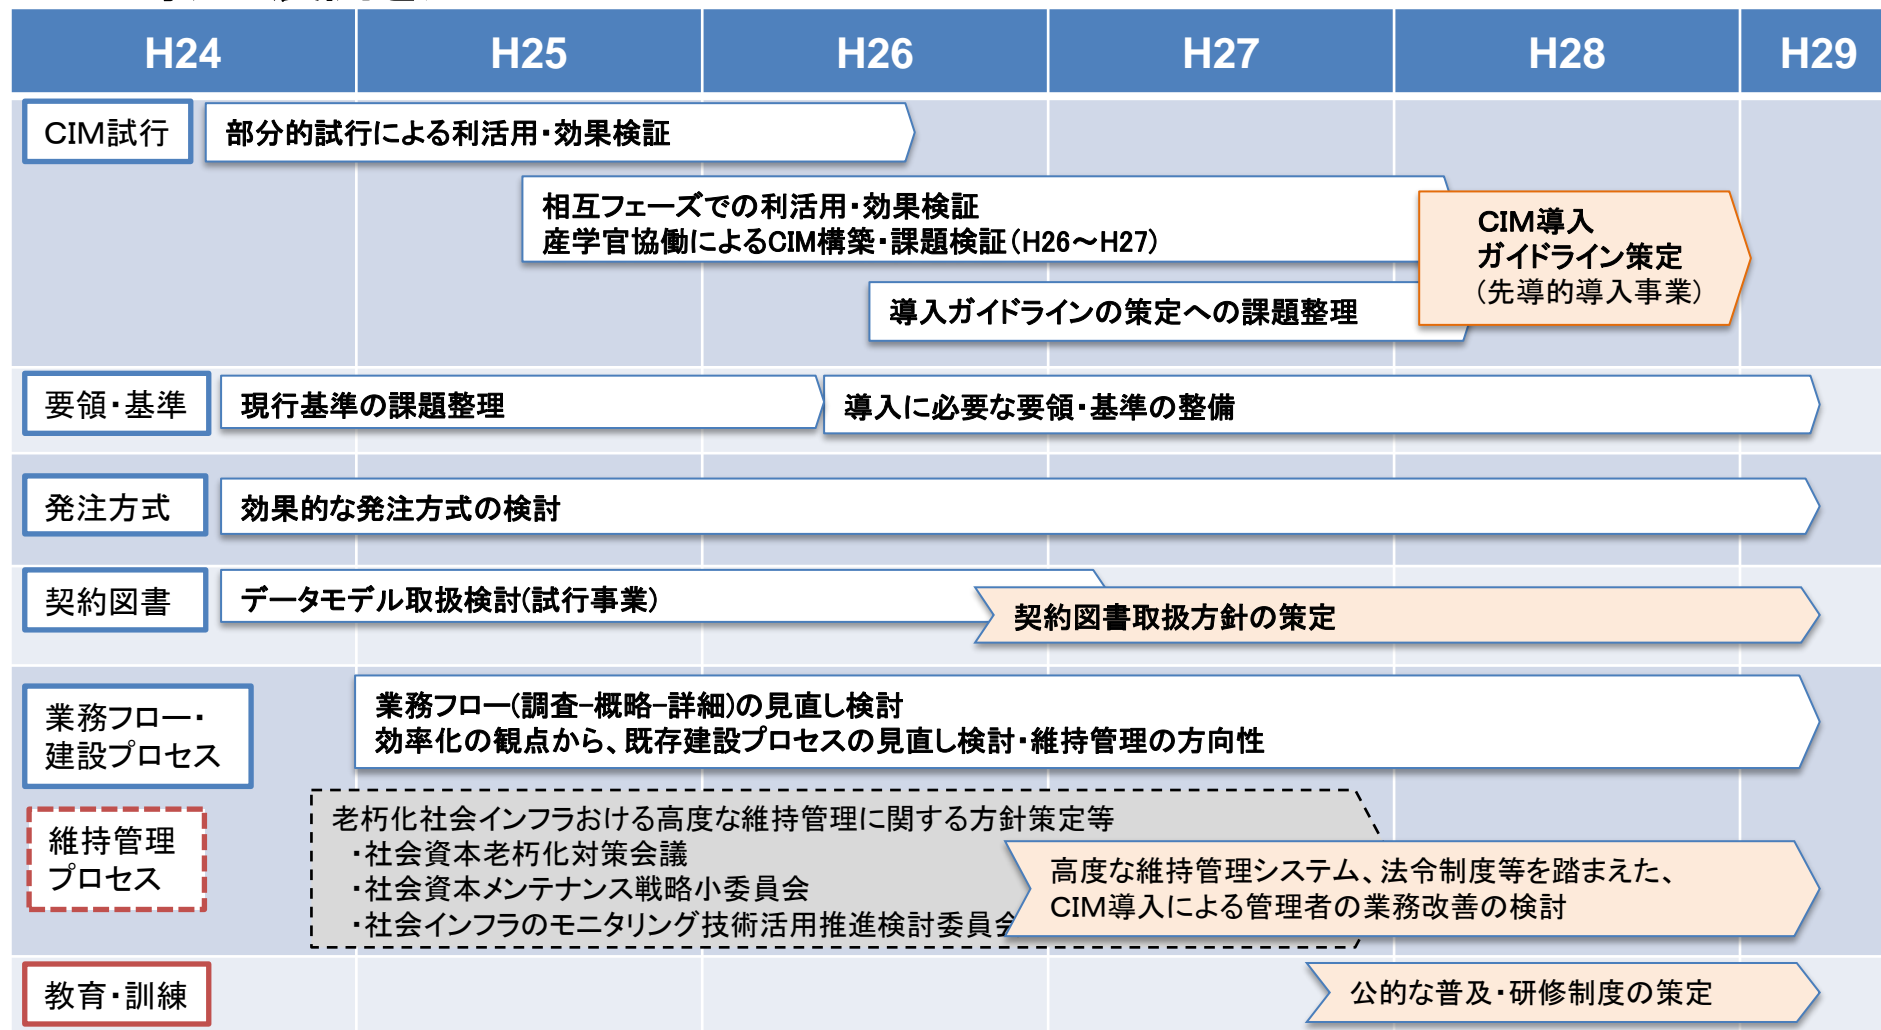 H24 H25 H26 H27 H28 H29
CIM試行
部分的試行による利活用・効果検証
相互フェーズでの利活用・効果検証
産学官協働によるCIM構築・課題検証(H26～H27)
CIM導入
ガイドライン策定
(先導的導入事業)
導入ガイドラインの策定への課題整理
要領・基準
現行基準の課題整理
導入に必要な要領・基準の整備
発注方式
効果的な発注方式の検討
契約図書
データモデル取扱検討(試行事業)
契約図書取扱方針の策定
業務フロー・
建設プロセス
業務フロー(調査-概略-詳細)の見直し検討
効率化の観点から、既存建設プロセスの見直し検討・維持管理の方向性
維持管理
プロセス
老朽化社会インフラおける高度な維持管理に関する方針策定等
・社会資本老朽化対策会議
・社会資本メンテナンス戦略小委員会
・社会インフラのモニタリング技術活用推進検討委員会
高度な維持管理システム、法令制度等を踏まえた、
CIM導入による管理者の業務改善の検討
教育・訓練
公的な普及・研修制度の策定